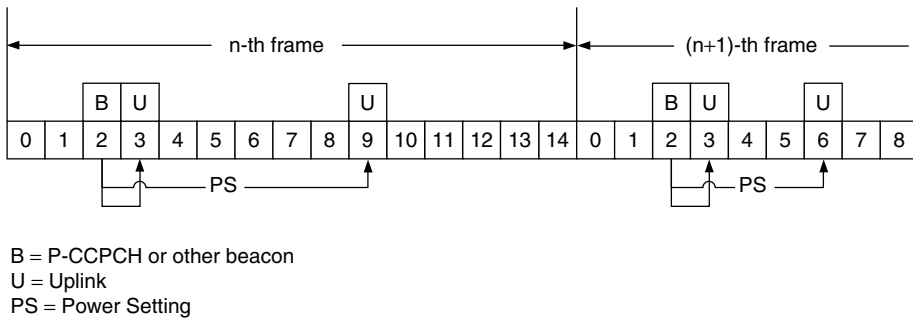 n-th frame (n+1)-th frame
B U U B U U
0 1 2 3 4 5 6 7 8 9 10 11 12 13 14 0 1 2 3 4 5 6 7 8
PS PS
B = P-CCPCH or other beacon
U = Uplink
PS = Power Setting